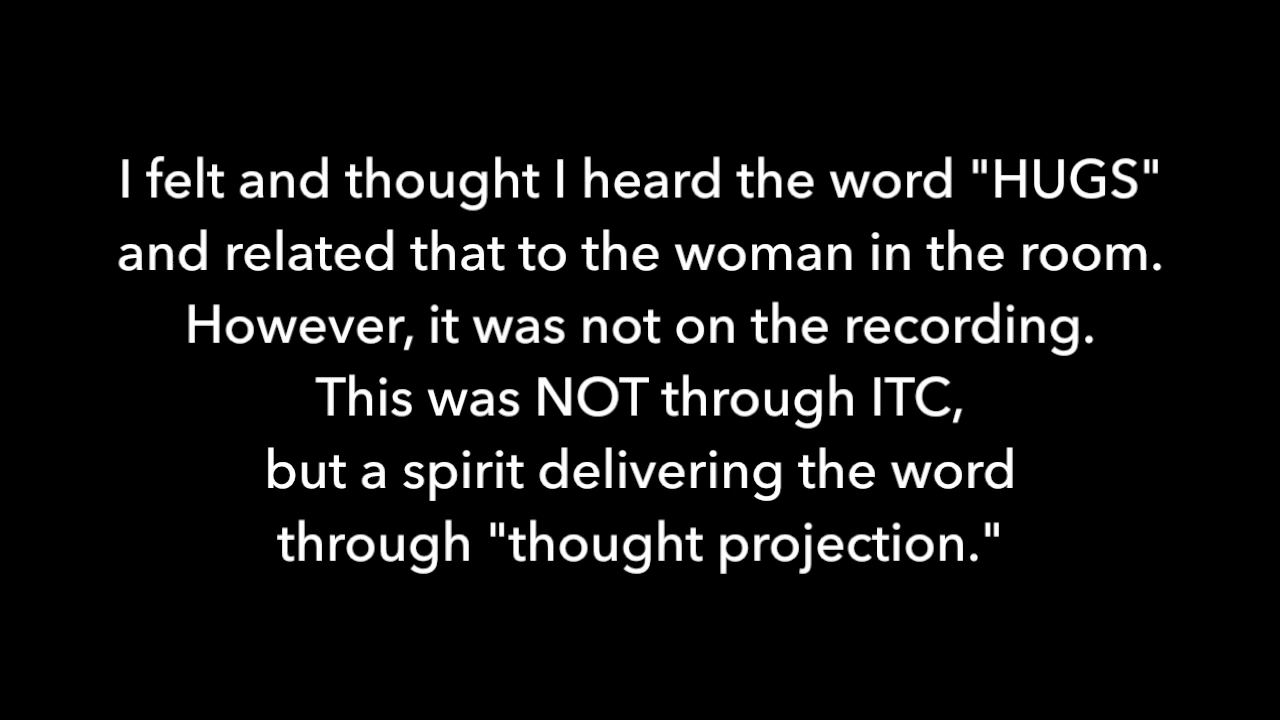 I felt and thought I heard the word "HUGS"
and related that to the woman in the room.
However, it was not on the recording.
This was NOT through ITC,
but a spirit delivering the word
through "thought projection."